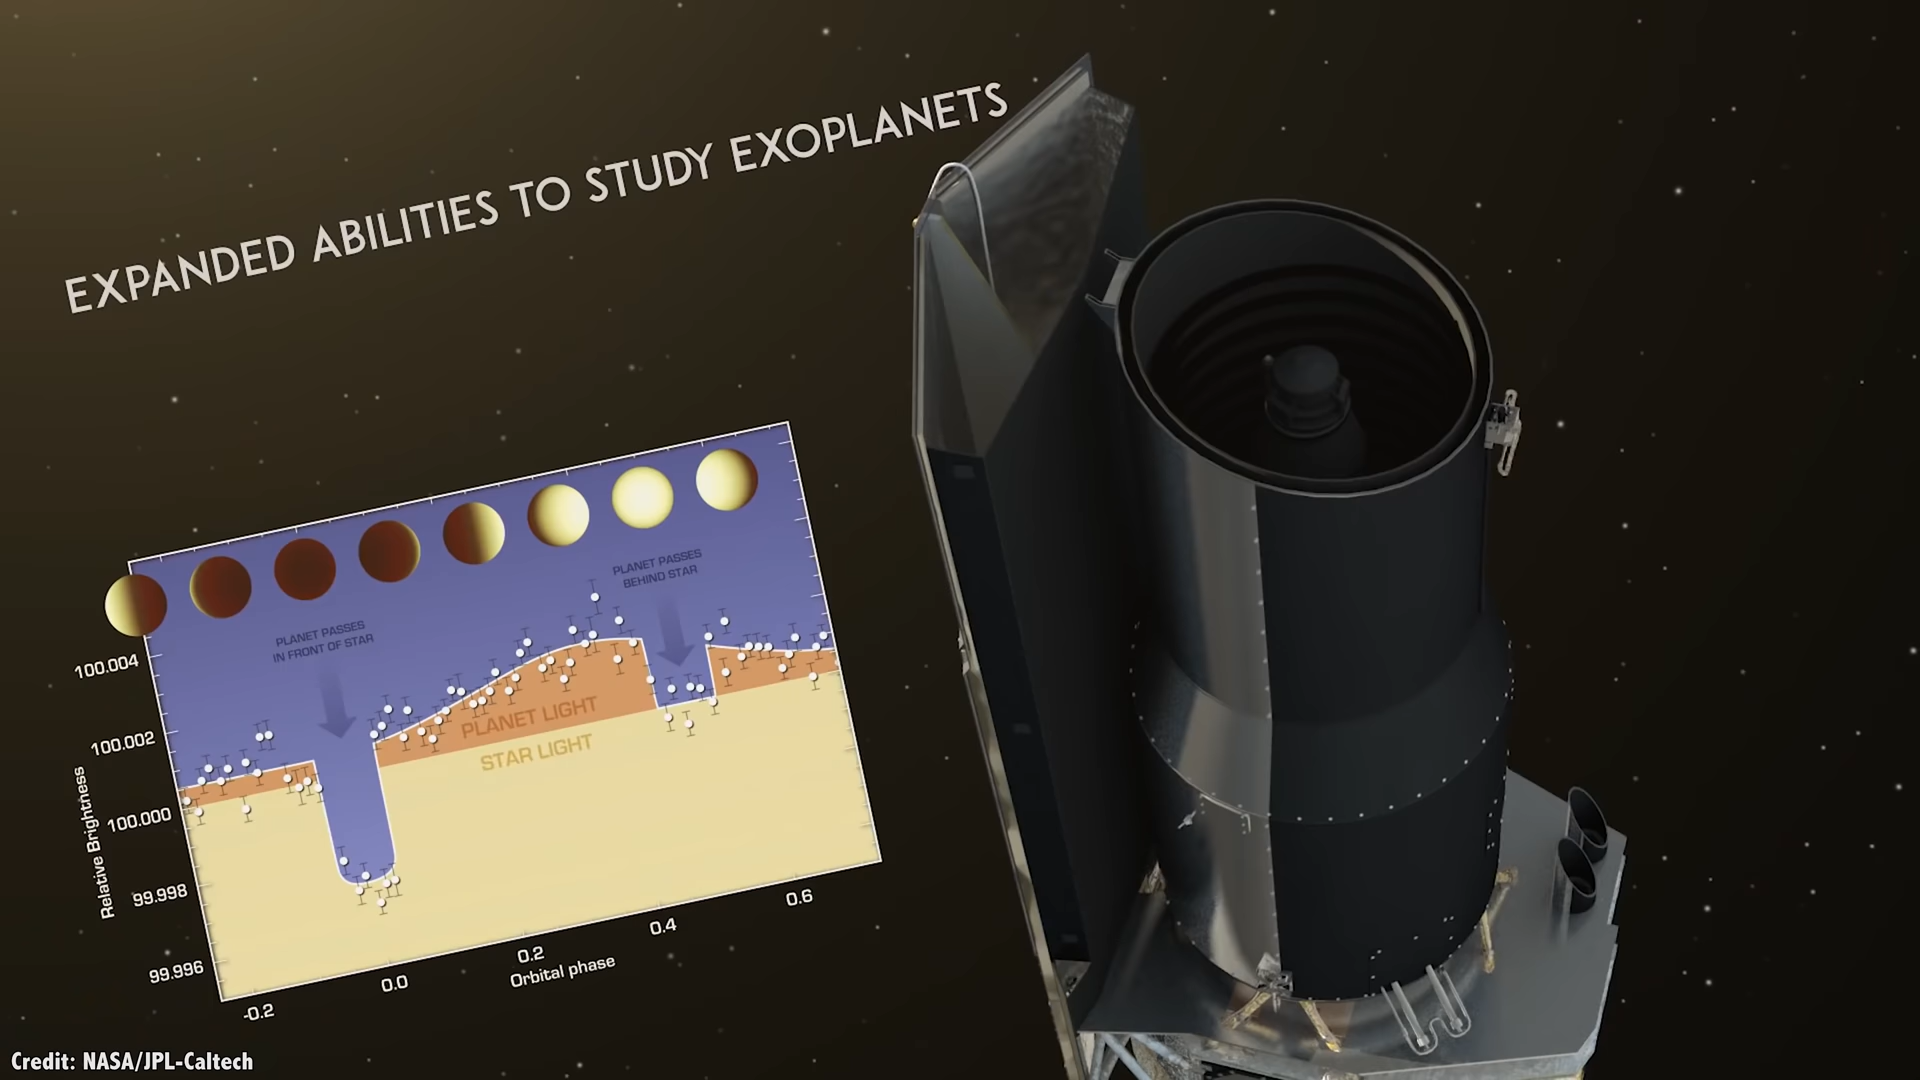 EXPANDED ABILITIES TO STUDY EXOPLANETS
PLANET PASSES
BEHIND STAR
PLANET PASSES
IN FRONT OF STAR
PLANET LIGHT
STAR LIGHT
100.004
100.002
100.000
99.998
99.996
Relative Brightness
-0.2
0.0
0.2
0.4
0.6
Orbital phase
Credit: NASA/JPL-Caltech